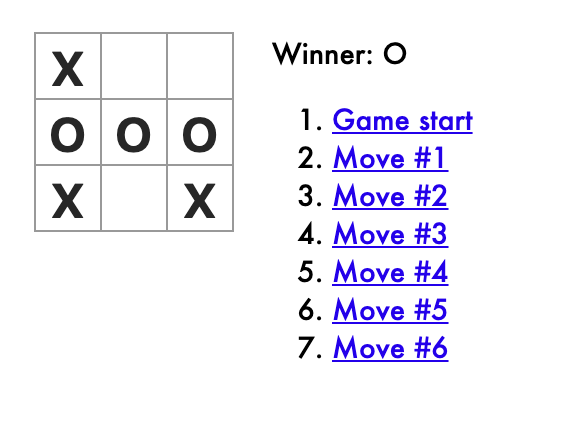 X
O O O
X X
Winner: O
1. Game start
2. Move #1
3. Move #2
4. Move #3
5. Move #4
6. Move #5
7. Move #6